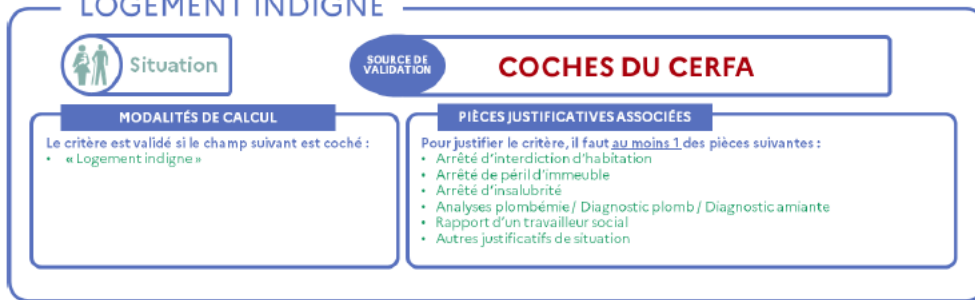 LOGEMENT INDIGNE
Situation
SOURCE DE
VALIDATION
COCHES DU CERFA
MODALITÉS DE CALCUL
Le critère est validé si le champ suivant est coché :
• « Logement indigne »
PIÈCES JUSTIFICATIVES ASSOCIÉES
Pour justifier le critère, il faut au moins 1 des pièces suivantes :
• Arrêté d'interdiction d'habitation
• Arrêté de péril d'immeuble
• Arrêté d'insalubrité
• Analyses plombémie / Diagnostic plomb / Diagnostic amiante
• Rapport d'un travailleur social
• Autres justificatifs de situation